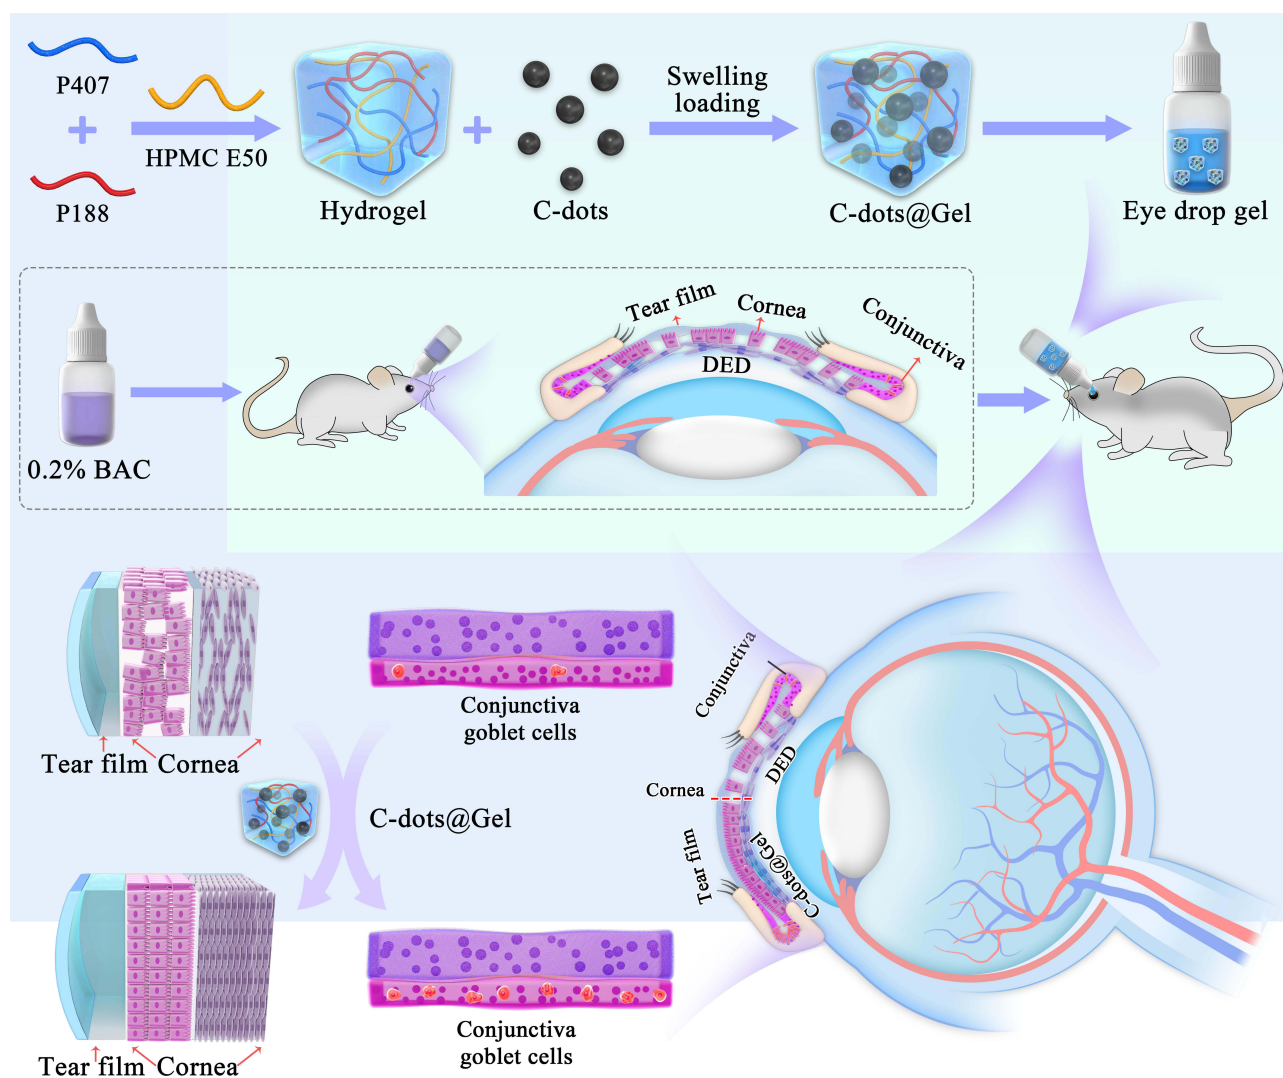 P407
+
P188
HPMC E50
Hydrogel
+
C-dots
Swelling
loading
C-dots@Gel
Eye drop gel
0.2% BAC
Tear film
Cornea
Conjunctiva
DED
Tear film
Cornea
Conjunctiva
goblet cells
C-dots@Gel
Tear film
Cornea
Conjunctiva
goblet cells
Conjunctiva
DED
Cornea
Tear film
C-dots@Gel